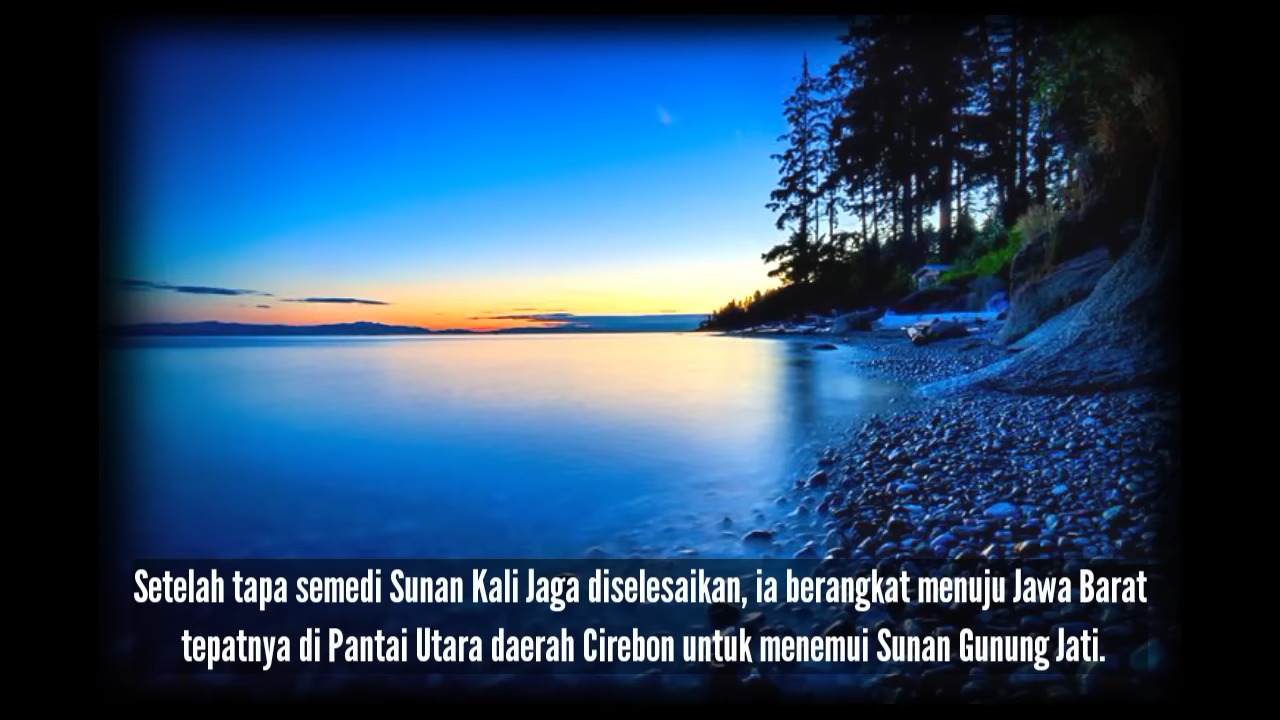 Setelah tapa semedi Sunan Kali Jaga diselesaikan, ia berangkat menuju Jawa Barat
tepatnya di Pantai Utara daerah Cirebon untuk menemui Sunan Gunung Jati.